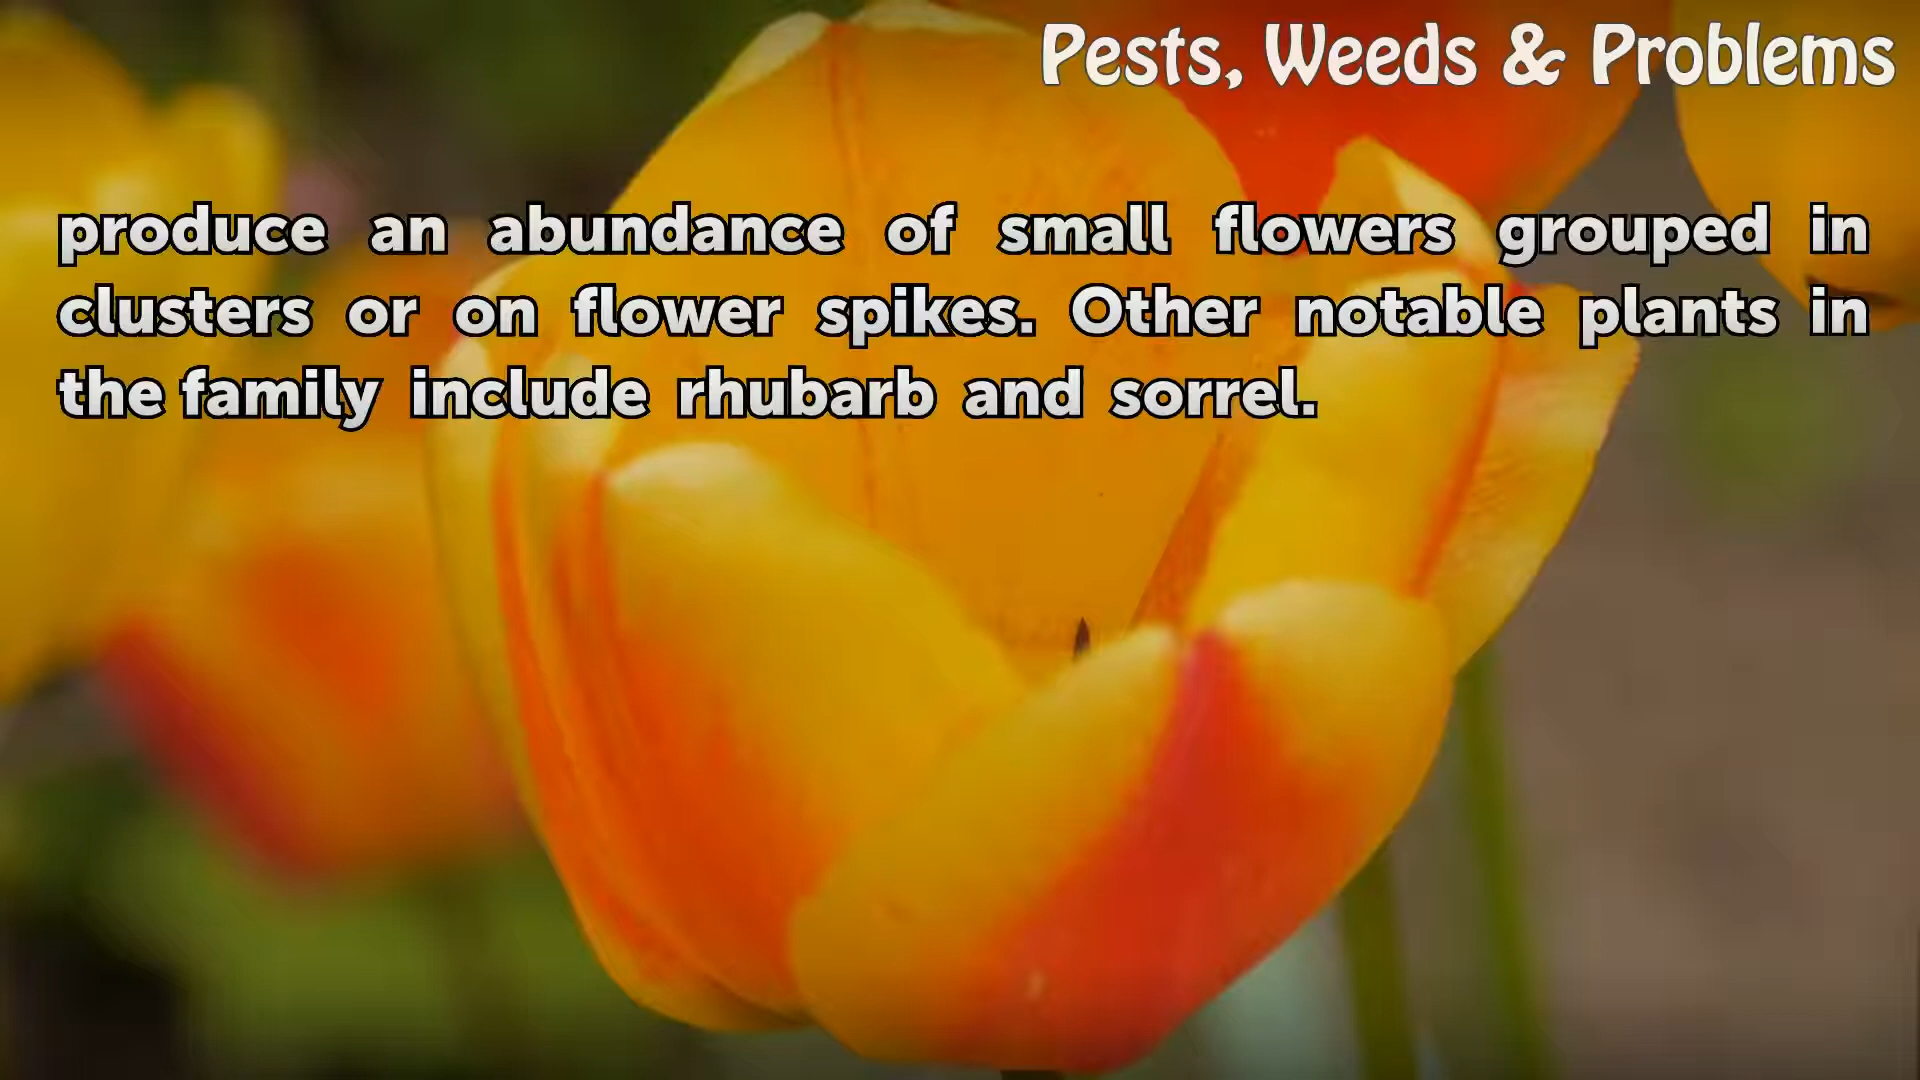 Pests, Weeds & Problems
produce an abundance of small flowers grouped in
clusters or on flower spikes. Other notable plants in
the family include rhubarb and sorrel.